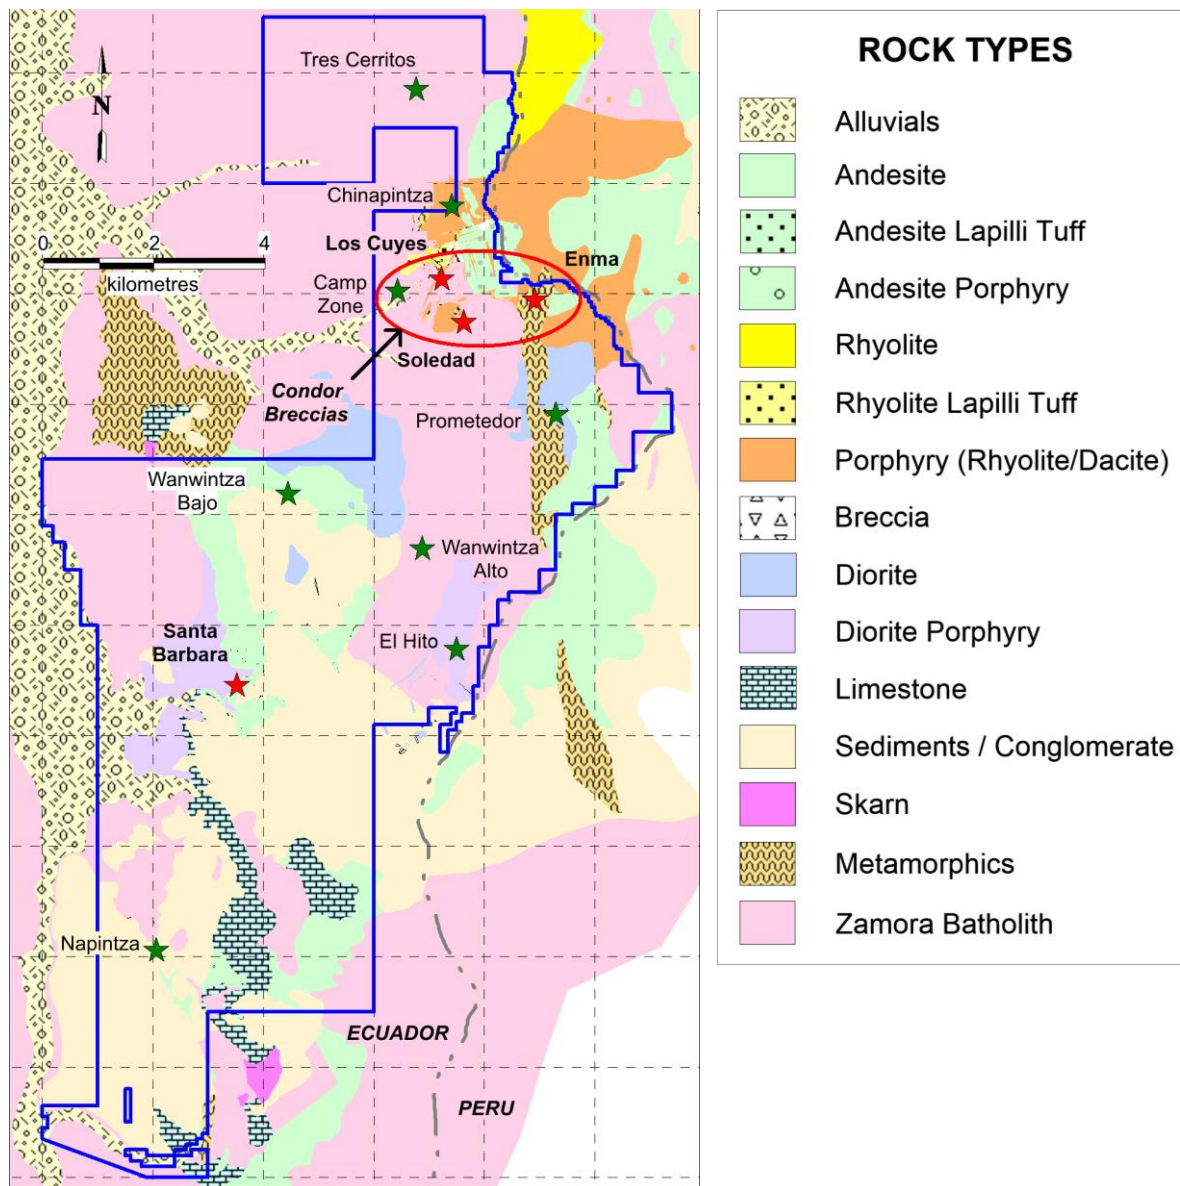 Tres Cerritos
N
Chinapintza
Los Cuyes
Enma
0 2 4
kilometres
Camp
Zone
Soledad
Condor
Breccias
Prometedor
Wanwintza
Bajo
Wanwintza
Alto
Santa
Barbara
El Hito
Napintza
ECUADOR
PERU
ROCK TYPES
Alluvials
Andesite
Andesite Lapilli Tuff
Andesite Porphyry
Rhyolite
Rhyolite Lapilli Tuff
Porphyry (Rhyolite/Dacite)
Breccia
Diorite
Diorite Porphyry
Limestone
Sediments / Conglomerate
Skarn
Metamorphics
Zamora Batholith